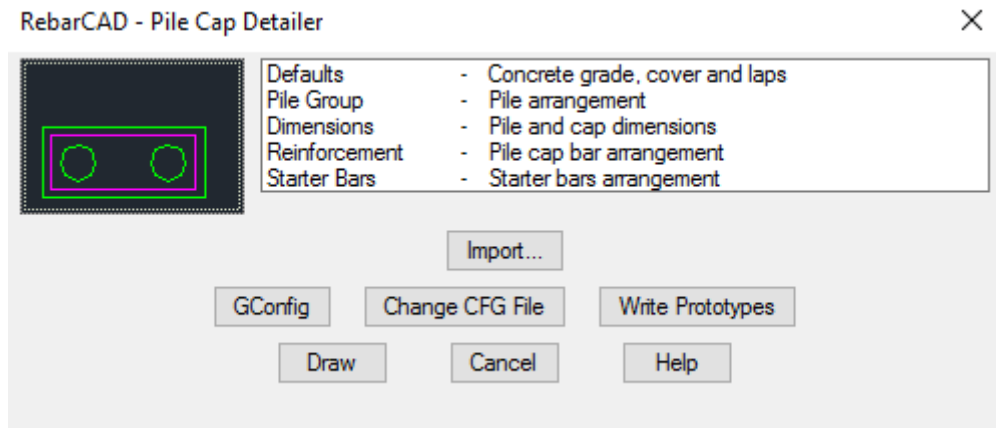 RebarCAD - Pile Cap Detailer
Defaults - Concrete grade, cover and laps
Pile Group - Pile arrangement
Dimensions - Pile and cap dimensions
Reinforcement - Pile cap bar arrangement
Starter Bars - Starter bars arrangement
Import...
GConfig Change CFG File Write Prototypes
Draw Cancel Help